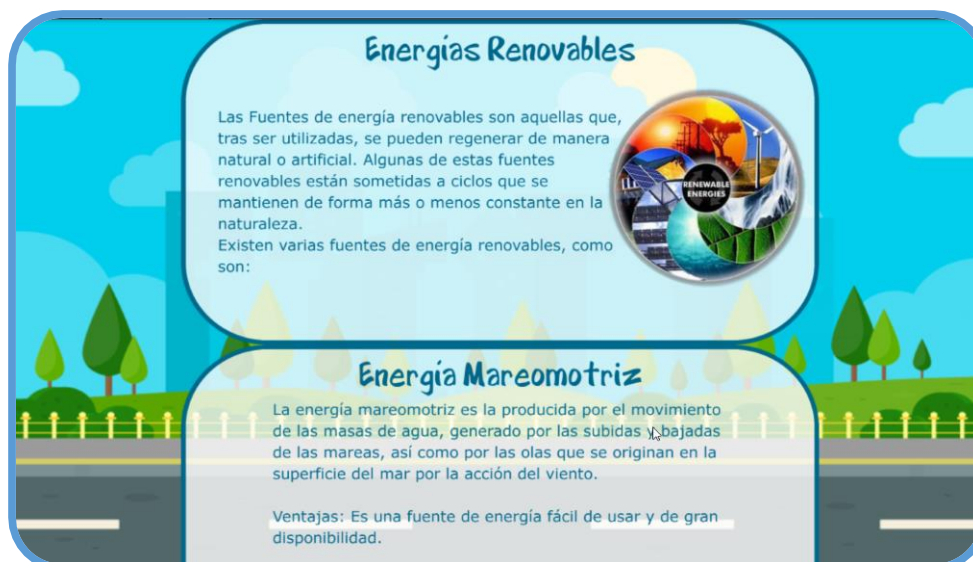 Energías Renovables
Las Fuentes de energía renovables son aquellas que,
tras ser utilizadas, se pueden regenerar de manera
natural o artificial. Algunas de estas fuentes
renovables están sometidas a ciclos que se
mantienen de forma más o menos constante en la
naturaleza.
Existen varias fuentes de energía renovables, como
son:
RENEWABLE
ENERGIES
Energía Mareomotriz
La energía mareomotriz es la producida por el movimiento
de las masas de agua, generado por las subidas y bajadas
de las mareas, así como por las olas que se originan en la
superficie del mar por la acción del viento.
Ventajas: Es una fuente de energía fácil de usar y de gran
disponibilidad.